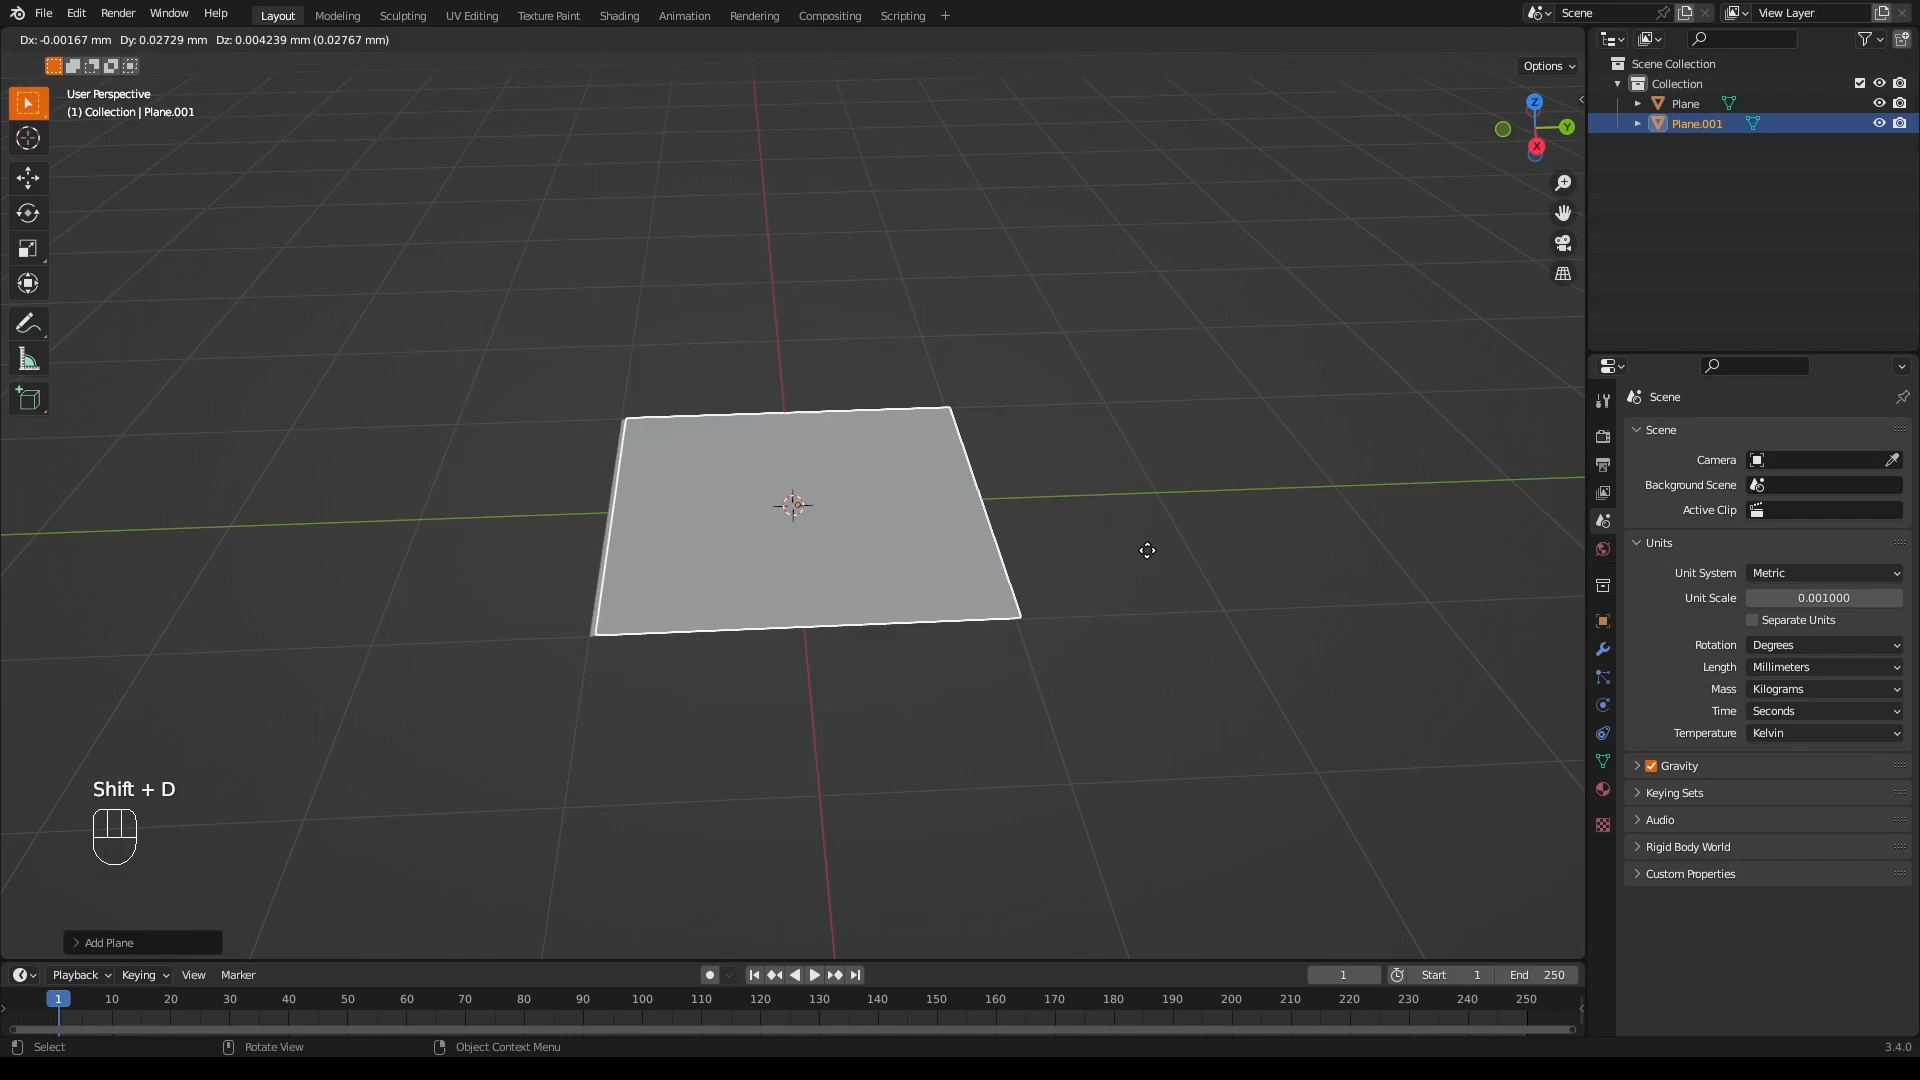 File Edit Render Window Help Layout Modeling Sculpting UV Editing Texture Paint Shading Animation Rendering Compositing Scripting + Scene View Layer
Dx: -0.00167 mm Dy: 0.02729 mm Dz: 0.004239 mm (0.02767 mm)
Options
User Perspective
(1) Collection | Plane.001
Z
Y
X
Scene Collection
Collection
Plane
Plane.001
Scene
Scene
Camera
Background Scene
Active Clip
Units
Unit System Metric
Unit Scale 0.001000
Separate Units
Rotation Degrees
Length Millimeters
Mass Kilograms
Time Seconds
Temperature Kelvin
Gravity
Keying Sets
Audio
Rigid Body World
Custom Properties
Shift + D
Add Plane
Playback Keying View Marker 1 Start 1 End 250
1 10 20 30 40 50 60 70 80 90 100 110 120 130 140 150 160 170 180 190 200 210 220 230 240 250
Select Rotate View Object Context Menu 3.4.0